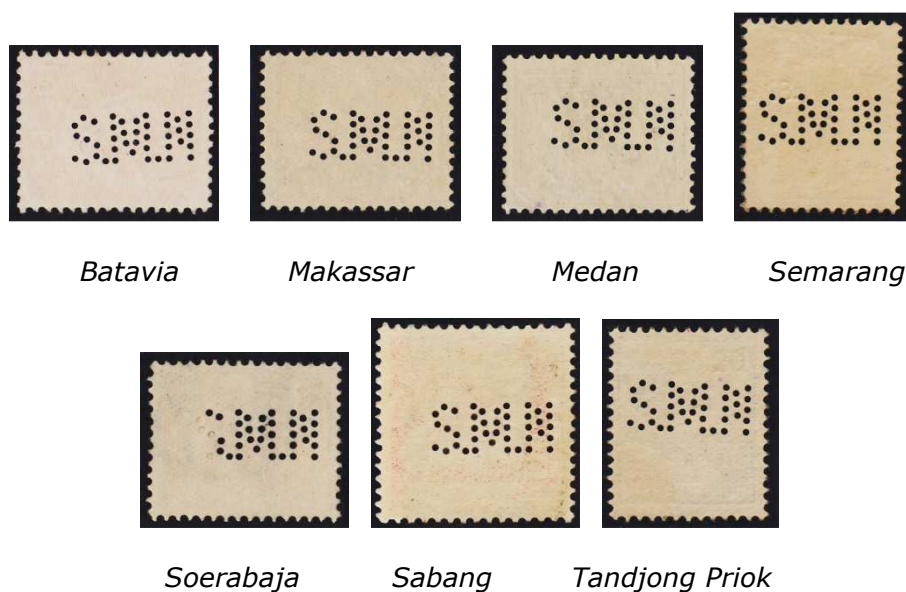 S.M.N S.M.N S.M.N S.M.N
Batavia Makassar Medan Semarang
S.M.N S.M.N S.M.N
Soerabaja Sabang Tandjong Priok